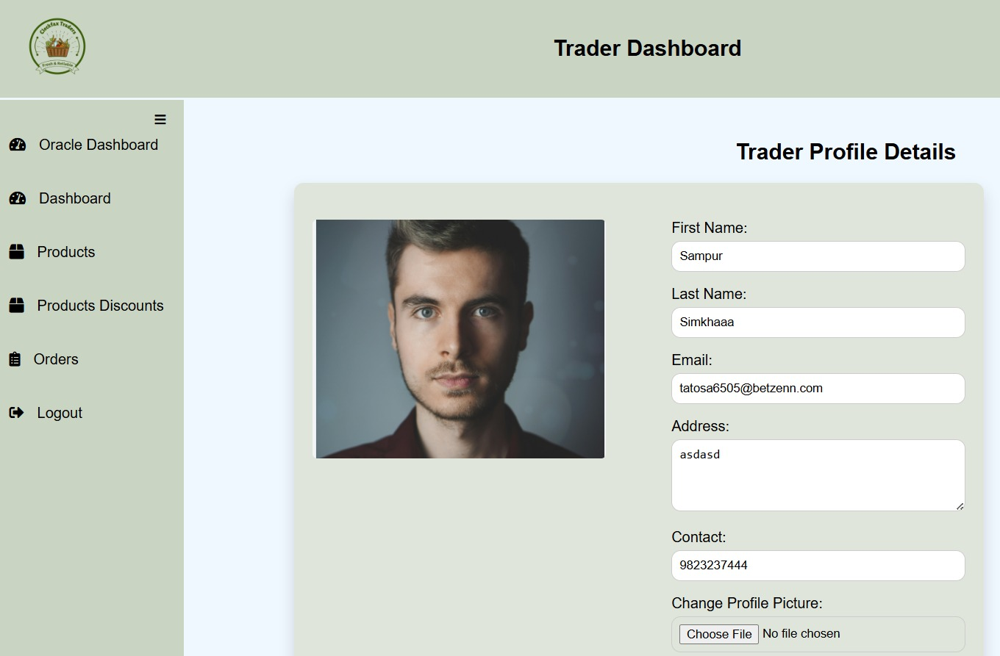 Cleckfax Traders
Fresh & Reliable
Trader Dashboard
Oracle Dashboard
Dashboard
Products
Products Discounts
Orders
Logout
Trader Profile Details
First Name:
Sampur
Last Name:
Simkhaaa
Email:
tatosa6505@betzenn.com
Address:
asdasd
Contact:
9823237444
Change Profile Picture:
Choose File No file chosen